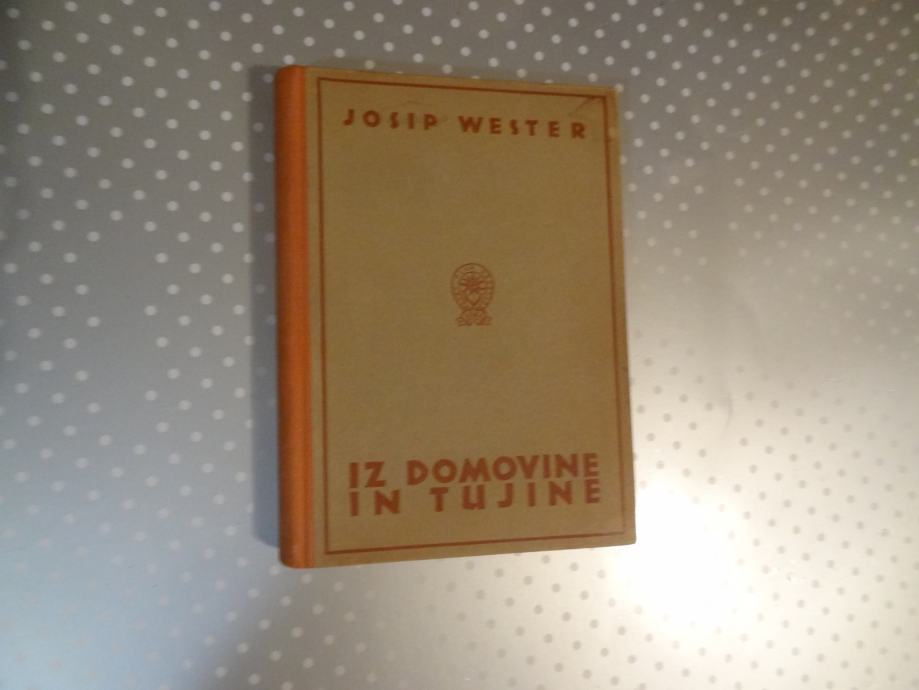 JOSIP WESTER
IZ DOMOVINE
IN TUJINE